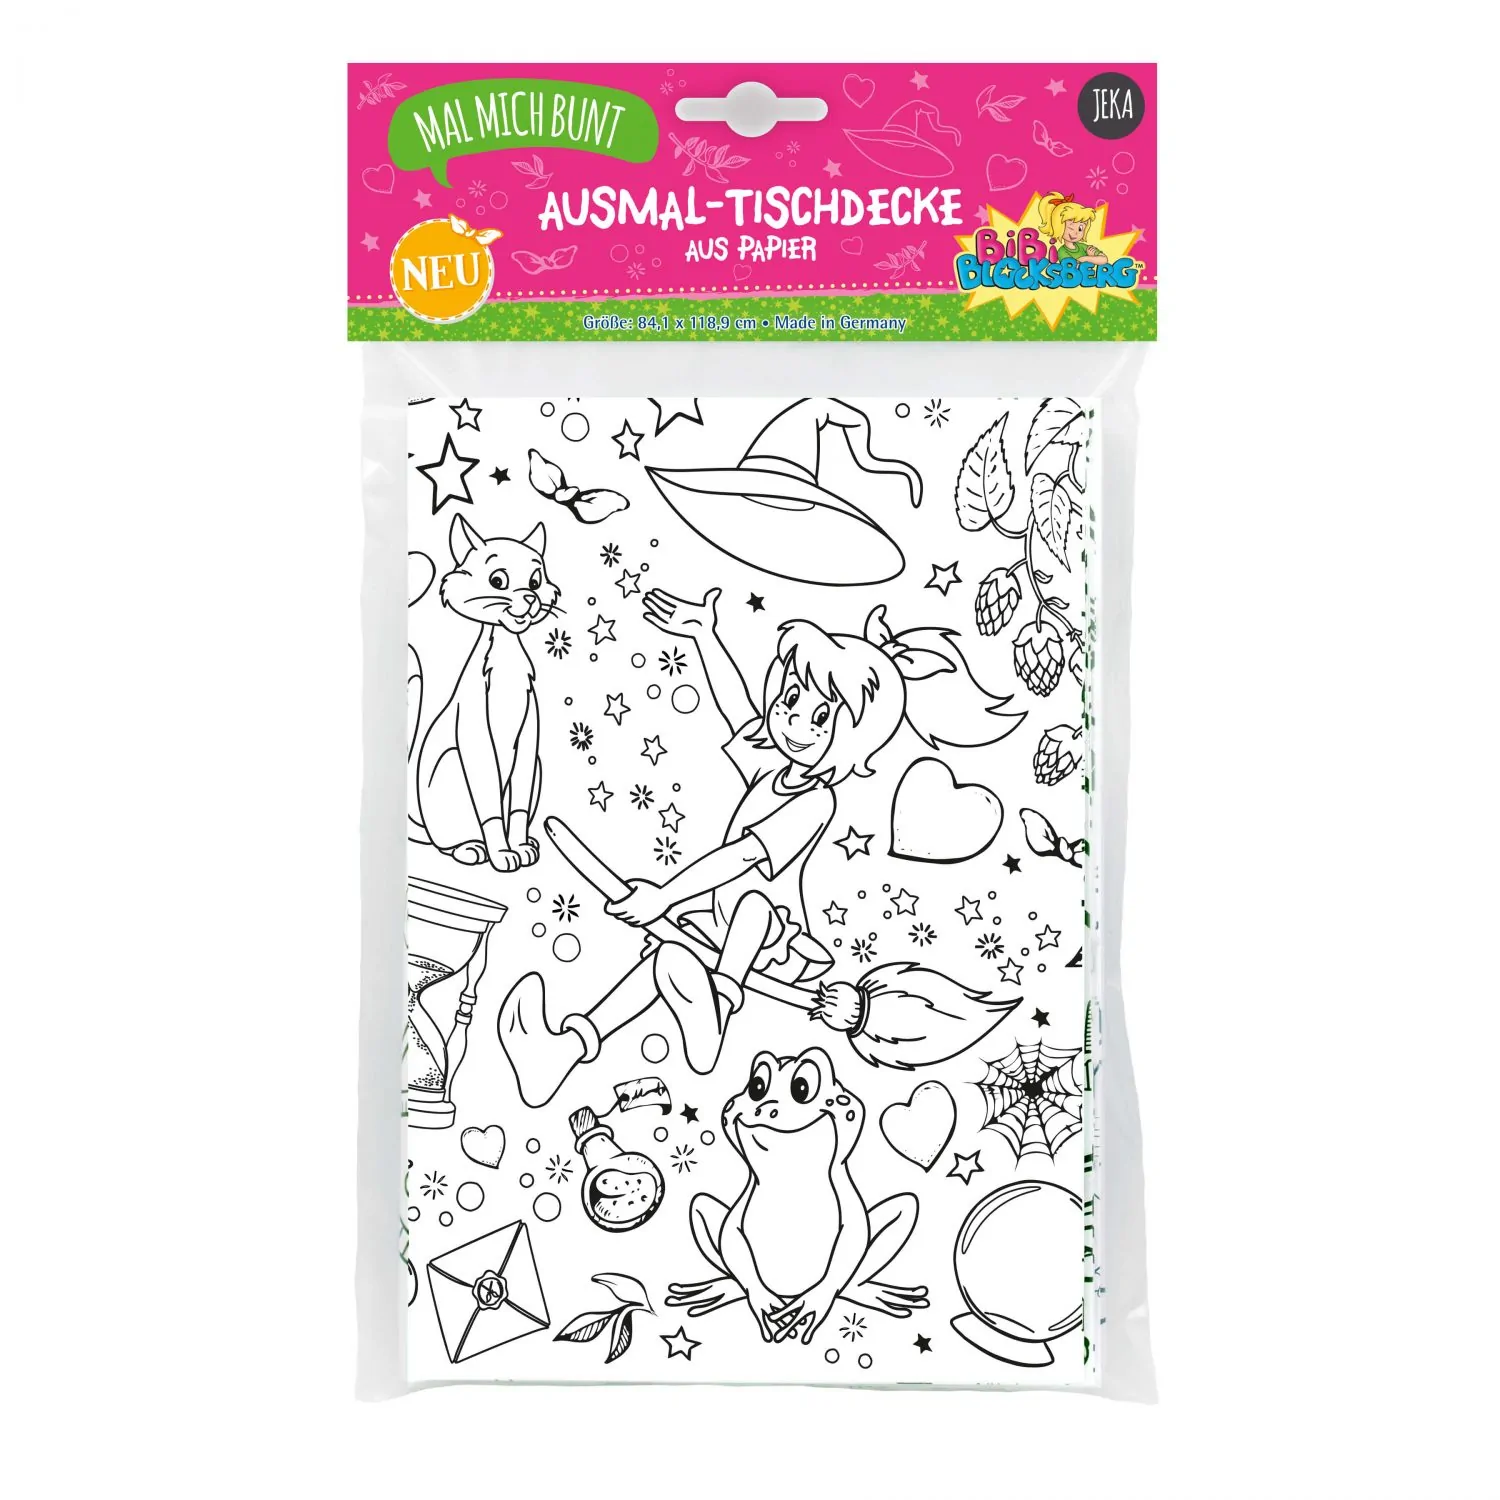 MAL MICH BUNT
JEKA
AUSMAL-TISCHDECKE
AUS PAPIER
NEU
BiBi
BLOCKSBERG™
Größe: 84,1 x 118,9 cm • Made in Germany